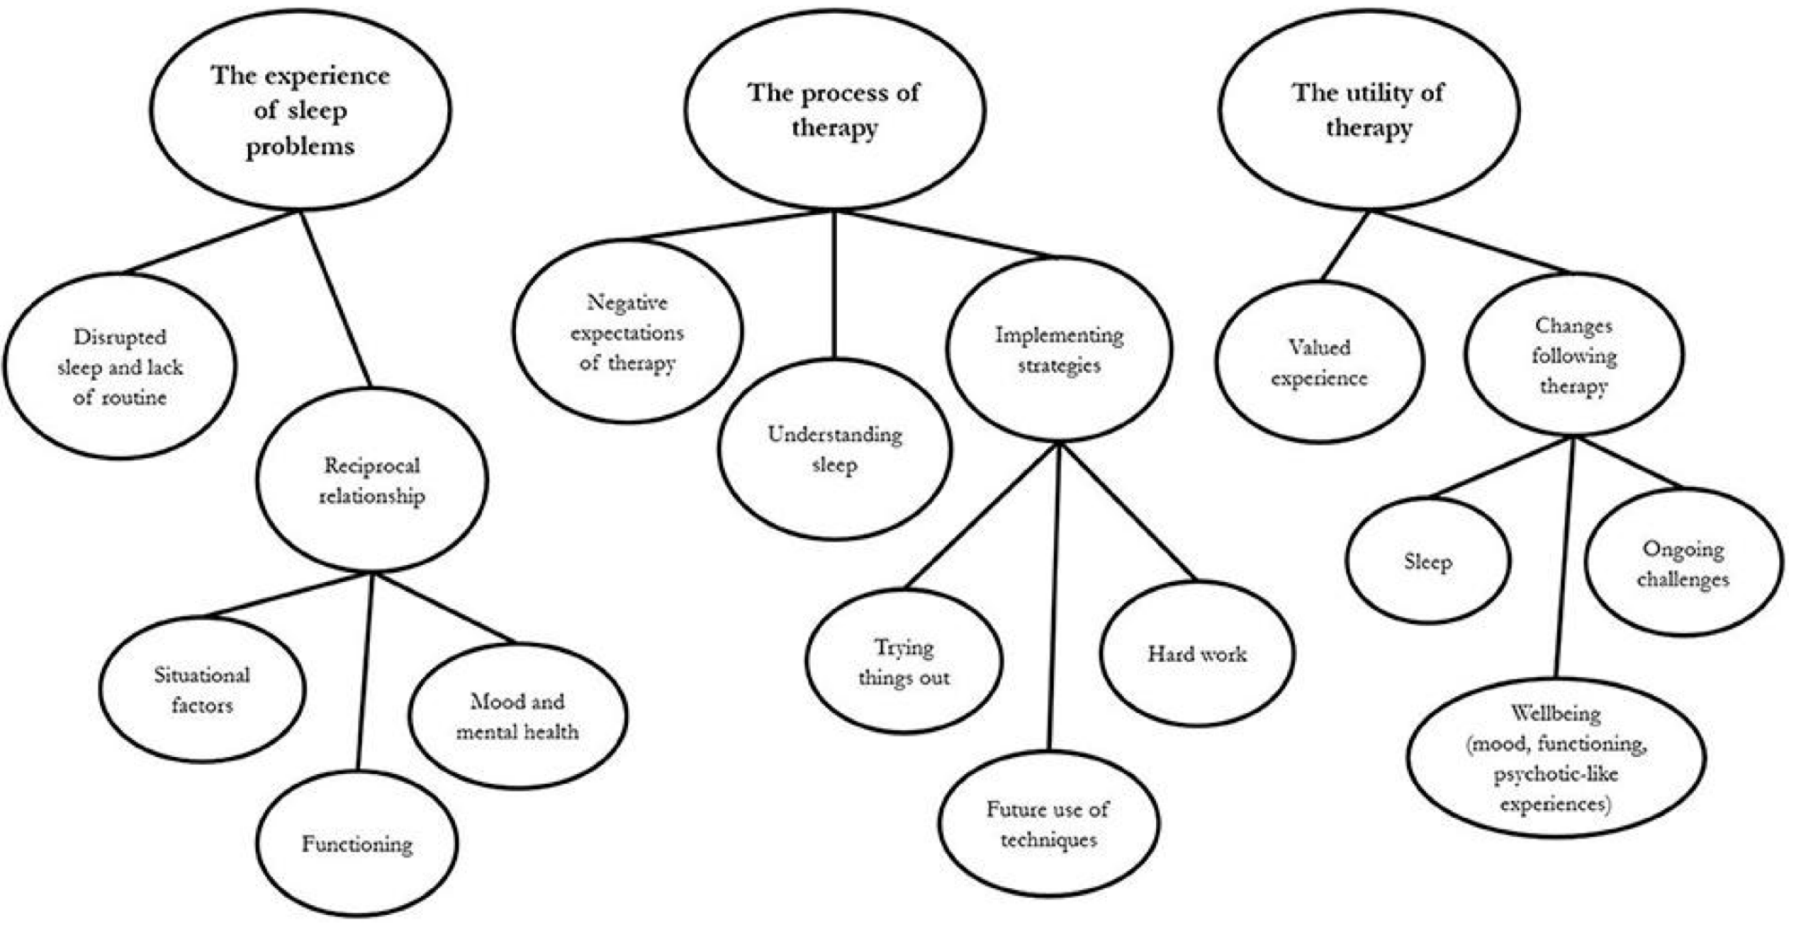 The experience
of sleep
problems
The process of
therapy
The utility of
therapy
Disrupted
sleep and lack
of routine
Reciprocal
relationship
Situational
factors
Functioning
Mood and
mental health
Negative
expectations
of therapy
Understanding
sleep
Implementing
strategies
Trying
things out
Future use of
techniques
Hard work
Valued
experience
Changes
following
therapy
Sleep
Wellbeing
(mood, functioning,
psychotic-like
experiences)
Ongoing
challenges